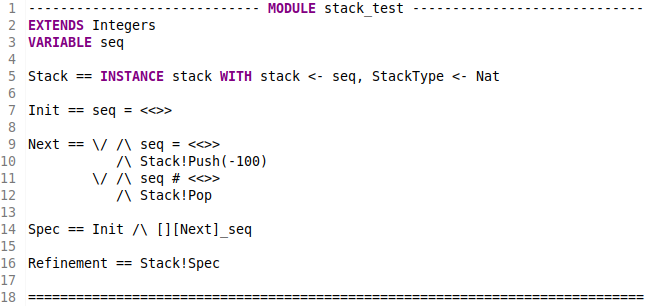 1 ----------------------------- MODULE stack_test -----------------------------
2 EXTENDS Integers
3 VARIABLE seq
4
5 Stack == INSTANCE stack WITH stack <- seq, StackType <- Nat
6
7 Init == seq = <<>>
8
9 Next == \/ /\ seq = <<>>
10            /\ Stack!Push(-100)
11         \/ /\ seq # <<>>
12            /\ Stack!Pop
13
14 Spec == Init /\ [][Next]_seq
15
16 Refinement == Stack!Spec
17
18 =============================================================================